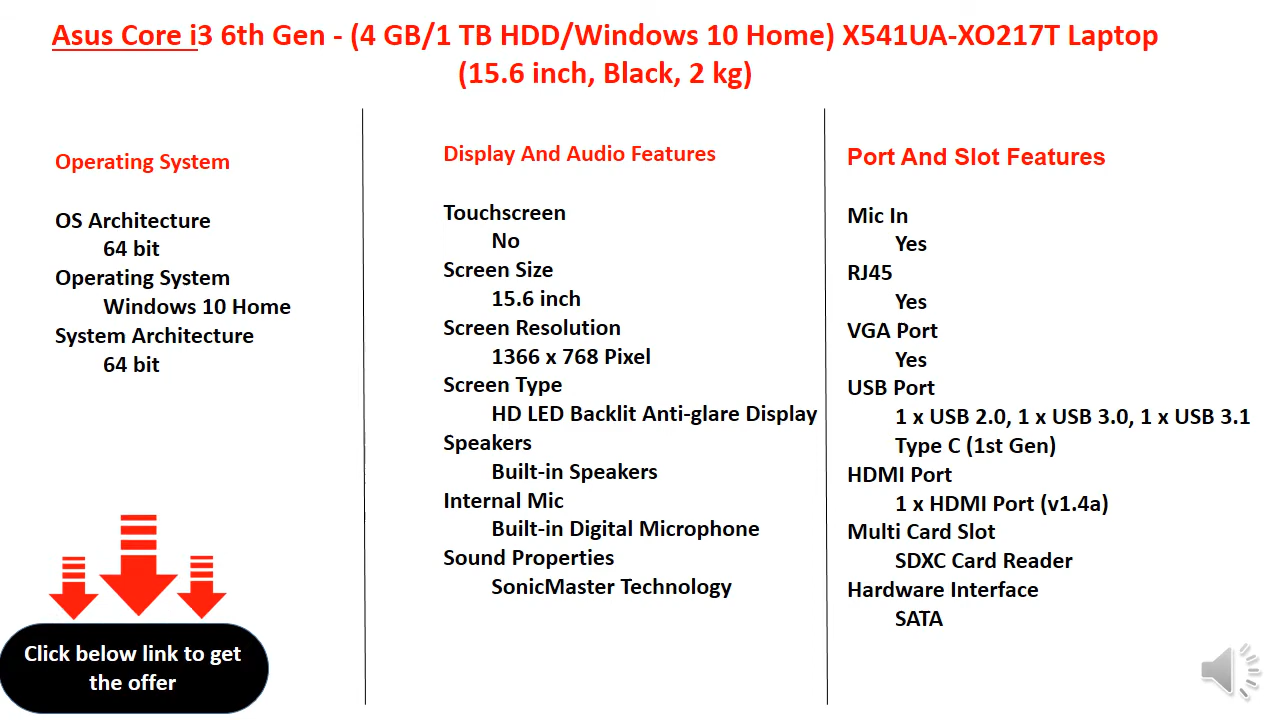 Asus Core i3 6th Gen - (4 GB/1 TB HDD/Windows 10 Home) X541UA-XO217T Laptop
(15.6 inch, Black, 2 kg)
Operating System
OS Architecture
64 bit
Operating System
Windows 10 Home
System Architecture
64 bit
Click below link to get
the offer
Display And Audio Features
Touchscreen
No
Screen Size
15.6 inch
Screen Resolution
1366 x 768 Pixel
Screen Type
HD LED Backlit Anti-glare Display
Speakers
Built-in Speakers
Internal Mic
Built-in Digital Microphone
Sound Properties
SonicMaster Technology
Port And Slot Features
Mic In
Yes
RJ45
Yes
VGA Port
Yes
USB Port
1 x USB 2.0, 1 x USB 3.0, 1 x USB 3.1
Type C (1st Gen)
HDMI Port
1 x HDMI Port (v1.4a)
Multi Card Slot
SDXC Card Reader
Hardware Interface
SATA